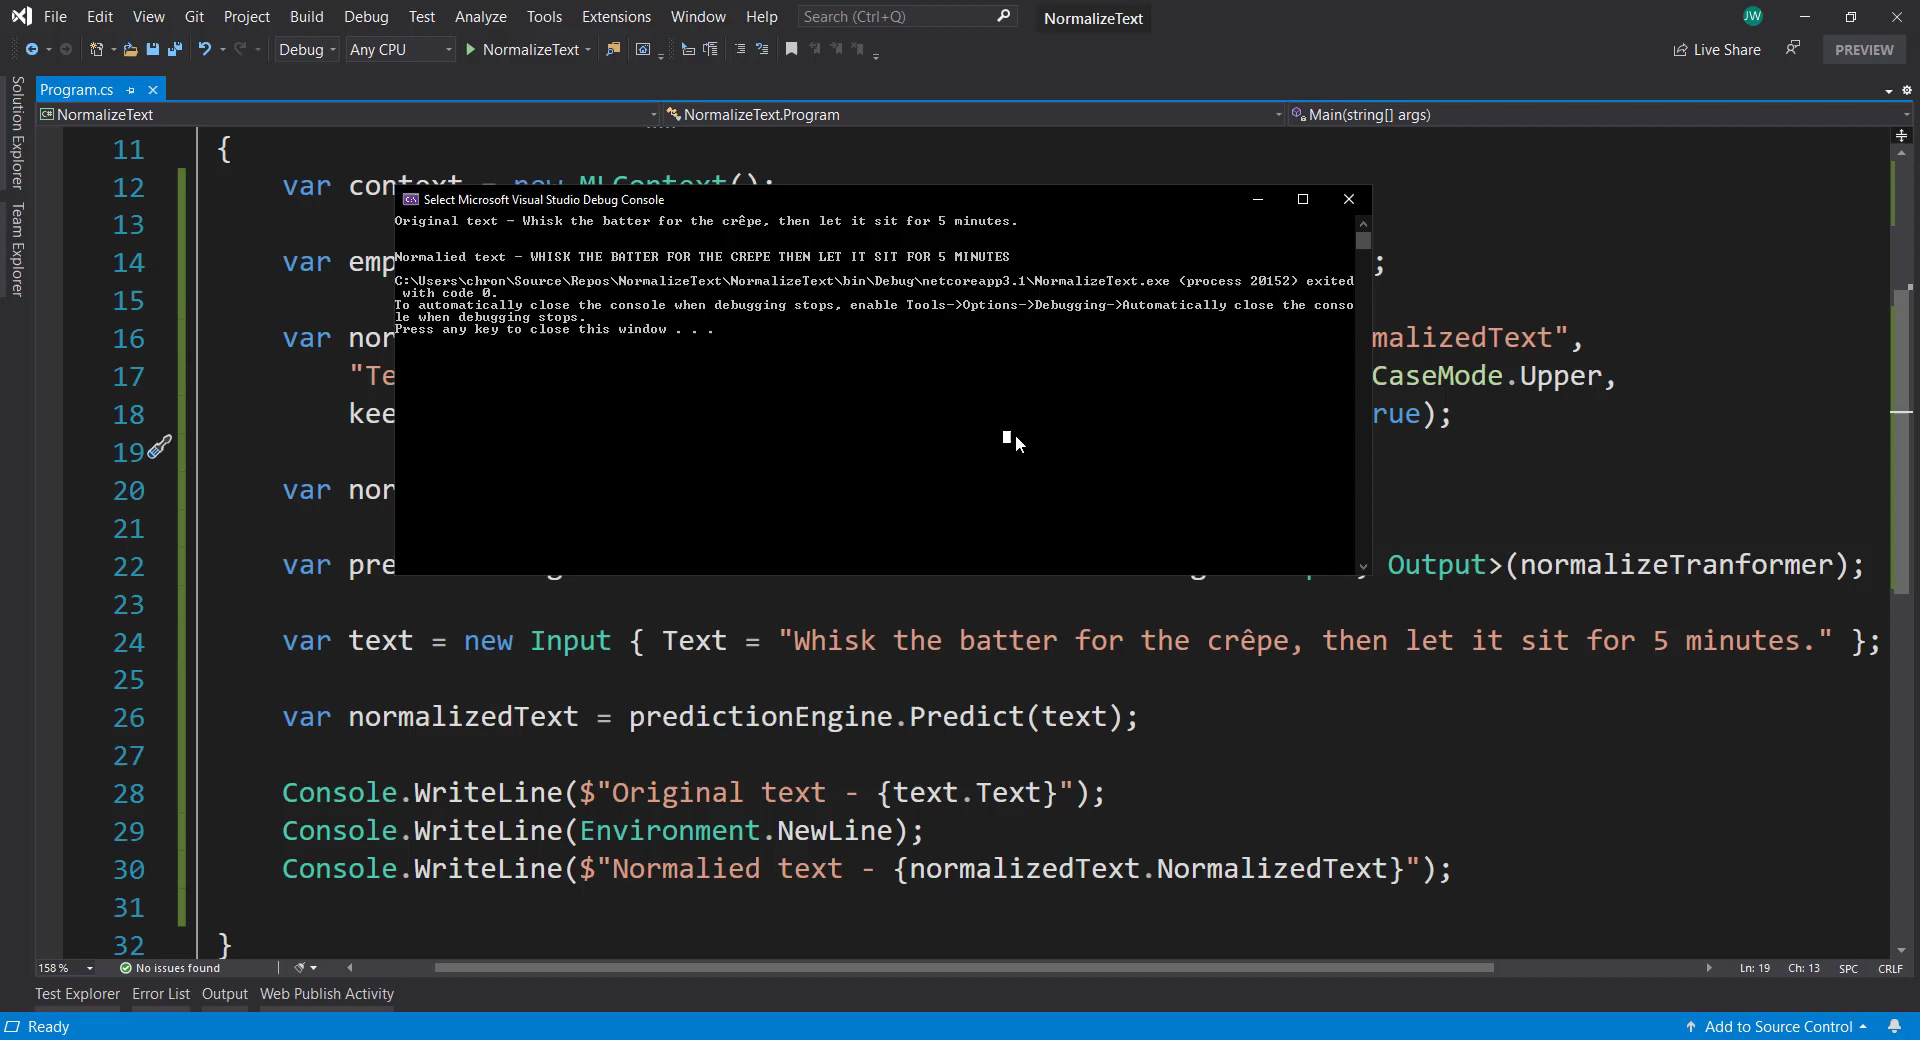 File Edit View Git Project Build Debug Test Analyze Tools Extensions Window Help Search (Ctrl+Q) NormalizeText JW
Debug Any CPU NormalizeText Live Share PREVIEW
Solution Explorer
Team Explorer
Program.cs
C# NormalizeText NormalizeText.Program Main(string[] args)
11 {
12 var context = new MLContext();
13
14 var emp ;
15
16 var nor malizedText",
17 "Te CaseMode.Upper,
18 kee rue);
19
20 var nor
21
22 var pre Output>(normalizeTranformer);
23
24 var text = new Input { Text = "Whisk the batter for the crêpe, then let it sit for 5 minutes." };
25
26 var normalizedText = predictionEngine.Predict(text);
27
28 Console.WriteLine($"Original text - {text.Text}");
29 Console.WriteLine(Environment.NewLine);
30 Console.WriteLine($"Normalied text - {normalizedText.NormalizedText}");
31
32 }
Select Microsoft Visual Studio Debug Console
Original text - Whisk the batter for the crêpe, then let it sit for 5 minutes.
Normalied text - WHISK THE BATTER FOR THE CREPE THEN LET IT SIT FOR 5 MINUTES
C:\Users\chron\Source\Repos\NormalizeText\NormalizeText\bin\Debug\netcoreapp3.1\NormalizeText.exe (process 20152) exited
with code 0.
To automatically close the console when debugging stops, enable Tools->Options->Debugging->Automatically close the conso
le when debugging stops.
Press any key to close this window . . .
158 % No issues found Ln: 19 Ch: 13 SPC CRLF
Test Explorer Error List Output Web Publish Activity
Ready Add to Source Control